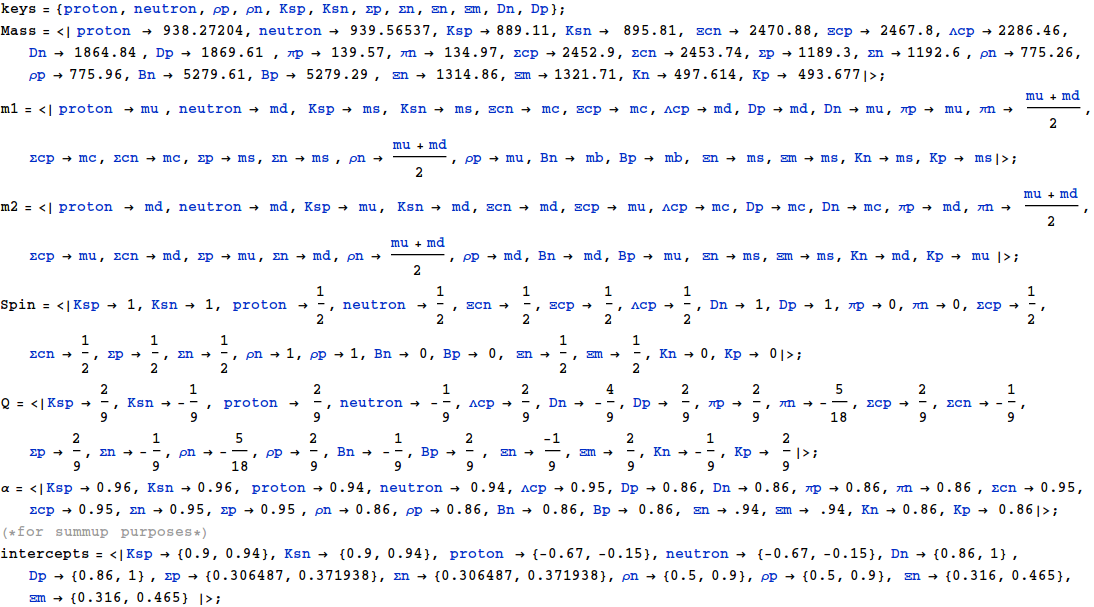 keys = {proton, neutron, ρp, ρn, Ksp, Ksn, Σp, Σn, Ξn, Ξm, Dn, Dp};
Mass = <| proton → 938.27204, neutron → 939.56537, Ksp → 889.11, Ksn → 895.81, Ξcn → 2470.88, Ξcp → 2467.8, Λcp → 2286.46,
Dn → 1864.84 , Dp → 1869.61 , πp → 139.57, πn → 134.97, Σcp → 2452.9, Σcn → 2453.74, Σp → 1189.3, Σn → 1192.6 , ρn → 775.26,
ρp → 775.96, Bn → 5279.61, Bp → 5279.29 , Ξn → 1314.86, Ξm → 1321.71, Kn → 497.614, Kp → 493.677|>;
m1 = <| proton → mu , neutron → md, Ksp → ms, Ksn → ms, Ξcn → mc, Ξcp → mc, Λcp → md, Dp → md, Dn → mu, πp → mu, πn → (mu + md)/2 ,
Σcp → mc, Σcn → mc, Σp → ms, Σn → ms , ρn → (mu + md)/2 , ρp → mu, Bn → mb, Bp → mb, Ξn → ms, Ξm → ms, Kn → ms, Kp → ms|>;
m2 = <| proton → md, neutron → md, Ksp → mu, Ksn → md, Ξcn → md, Ξcp → mu, Λcp → mc, Dp → mc, Dn → mc, πp → md, πn → (mu + md)/2 ,
Σcp → mu, Σcn → md, Σp → mu, Σn → md, ρn → (mu + md)/2 , ρp → md, Bn → md, Bp → mu, Ξn → ms, Ξm → ms, Kn → md, Kp → mu |>;
Spin = <|Ksp → 1, Ksn → 1, proton → 1/2, neutron → 1/2, Ξcn → 1/2, Ξcp → 1/2, Λcp → 1/2, Dn → 1, Dp → 1, πp → 0, πn → 0, Σcp → 1/2,
Σcn → 1/2, Σp → 1/2, Σn → 1/2, ρn → 1, ρp → 1, Bn → 0, Bp → 0, Ξn → 1/2, Ξm → 1/2, Kn → 0, Kp → 0|>;
Q = <|Ksp → 2/9, Ksn → -1/9 , proton → 2/9, neutron → -1/9, Λcp → 2/9, Dn → -4/9, Dp → 2/9, πp → 2/9, πn → -5/18, Σcp → 2/9, Σcn → -1/9,
Σp → 2/9, Σn → -1/9, ρn → -5/18, ρp → 2/9, Bn → -1/9, Bp → 2/9, Ξn → -1/9, Ξm → 2/9, Kn → -1/9, Kp → 2/9|>;
α = <|Ksp → 0.96, Ksn → 0.96, proton → 0.94, neutron → 0.94, Λcp → 0.95, Dp → 0.86, Dn → 0.86, πp → 0.86, πn → 0.86 , Σcn → 0.95,
Σcp → 0.95, Σn → 0.95, Σp → 0.95 , ρn → 0.86, ρp → 0.86, Bn → 0.86, Bp → 0.86, Ξn → .94, Ξm → .94, Kn → 0.86, Kp → 0.86|>;
(*for summup purposes*)
intercepts = <|Ksp → {0.9, 0.94}, Ksn → {0.9, 0.94}, proton → {-0.67, -0.15}, neutron → {-0.67, -0.15}, Dn → {0.86, 1} ,
Dp → {0.86, 1} , Σp → {0.306487, 0.371938}, Σn → {0.306487, 0.371938}, ρn → {0.5, 0.9}, ρp → {0.5, 0.9}, Ξn → {0.316, 0.465},
Ξm → {0.316, 0.465} |>;